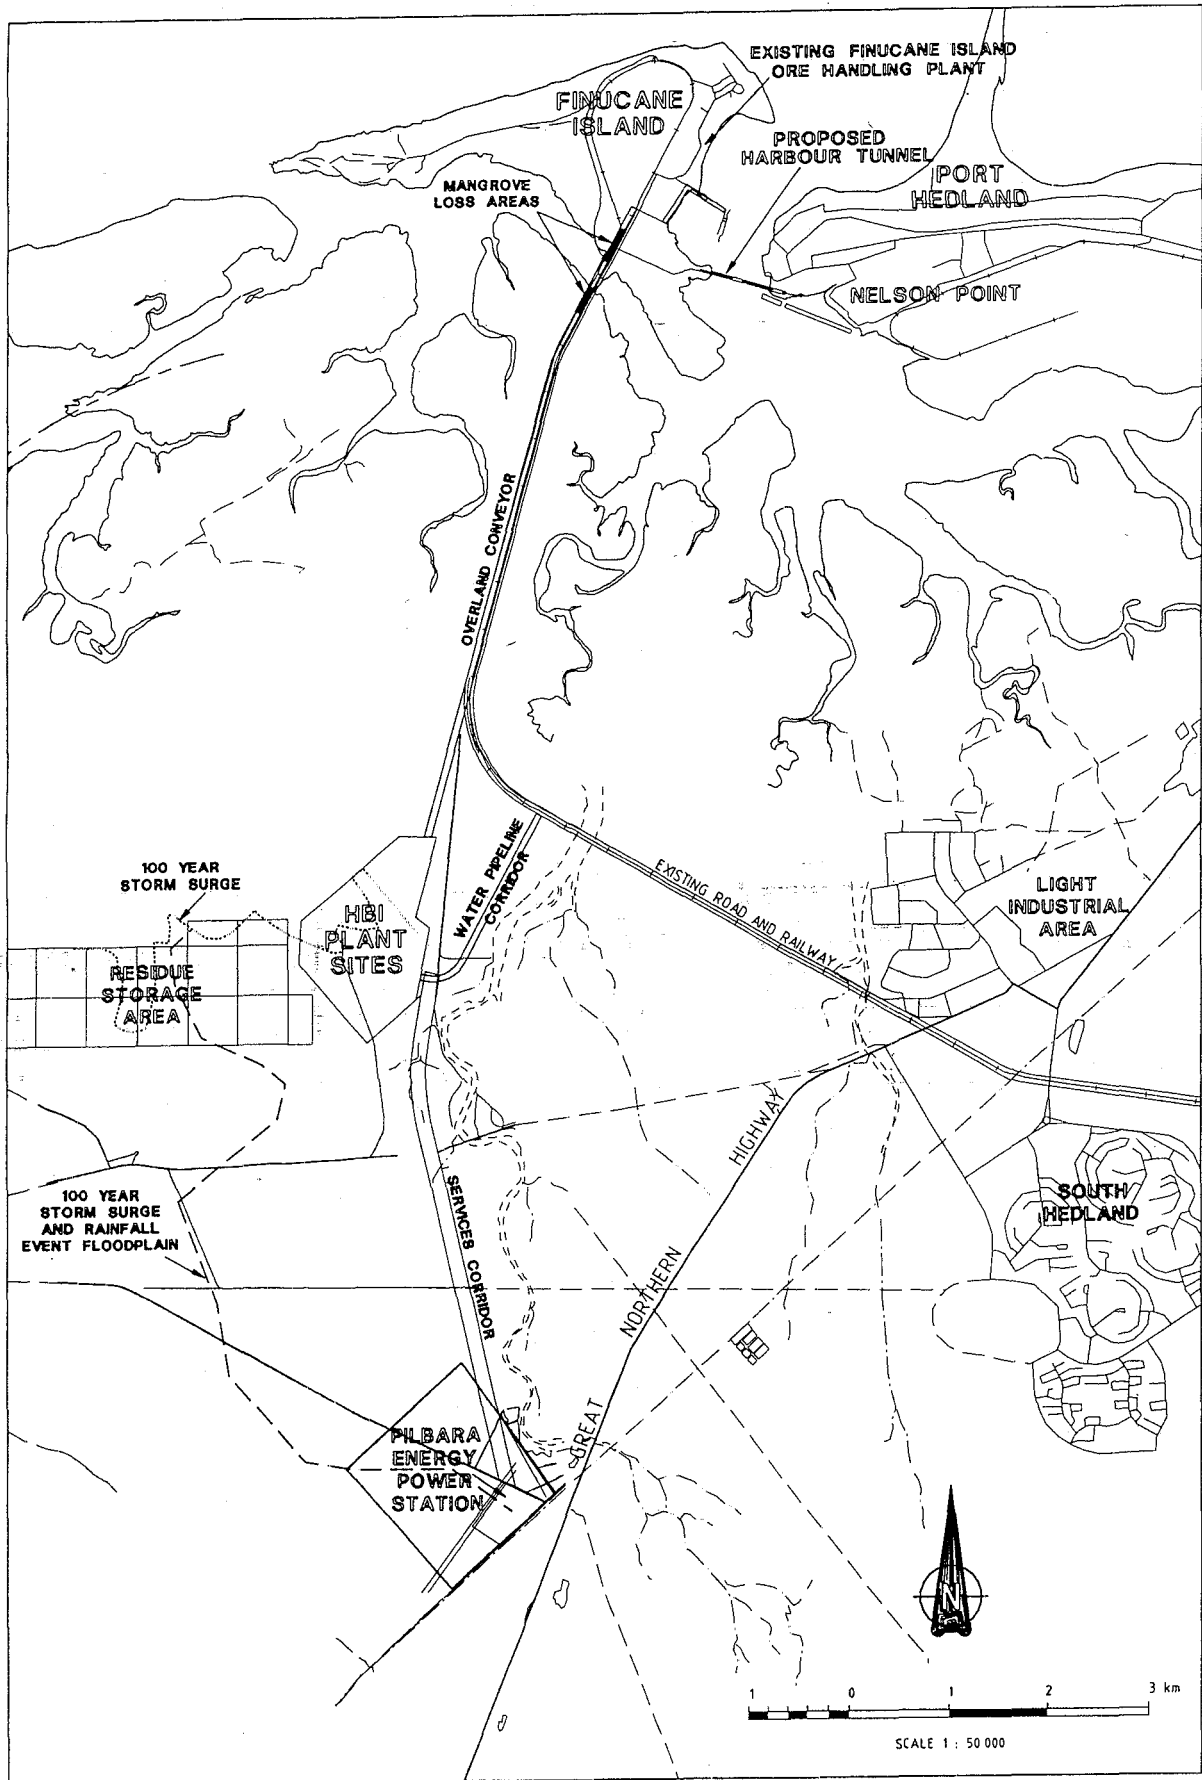 EXISTING FINUCANE ISLAND
ORE HANDLING PLANT
FINUCANE
ISLAND
PROPOSED
HARBOUR TUNNEL
PORT
HEDLAND
MANGROVE
LOSS AREAS
NELSON POINT
OVERLAND CONVEYOR
WATER PIPELINE
CORRIDOR
EXISTING ROAD AND RAILWAY
100 YEAR
STORM SURGE
HBI
PLANT
SITES
LIGHT
INDUSTRIAL
AREA
RESIDUE
STORAGE
AREA
HIGHWAY
NORTHERN
GREAT
SERVICES CORRIDOR
SOUTH
HEDLAND
100 YEAR
STORM SURGE
AND RAINFALL
EVENT FLOODPLAIN
PILBARA
ENERGY
POWER
STATION
N
1 0 1 2 3 km
SCALE 1 : 50 000